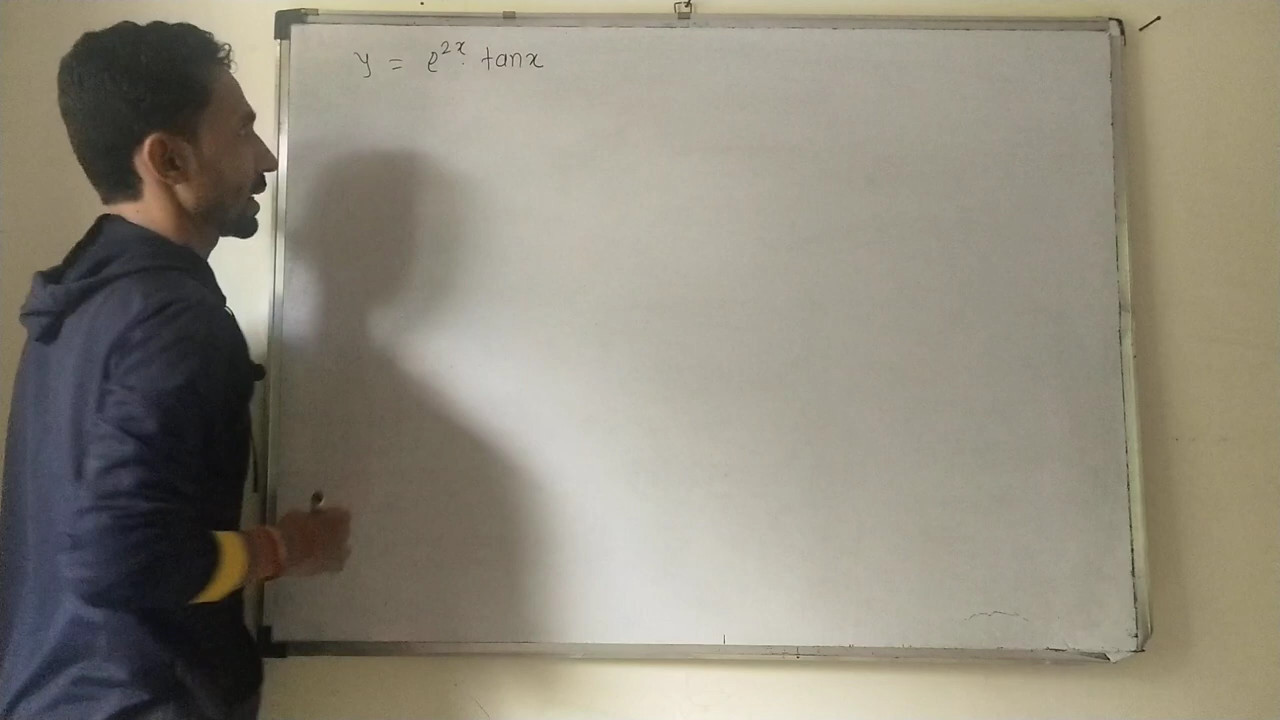 y = e^{2x}. tanx